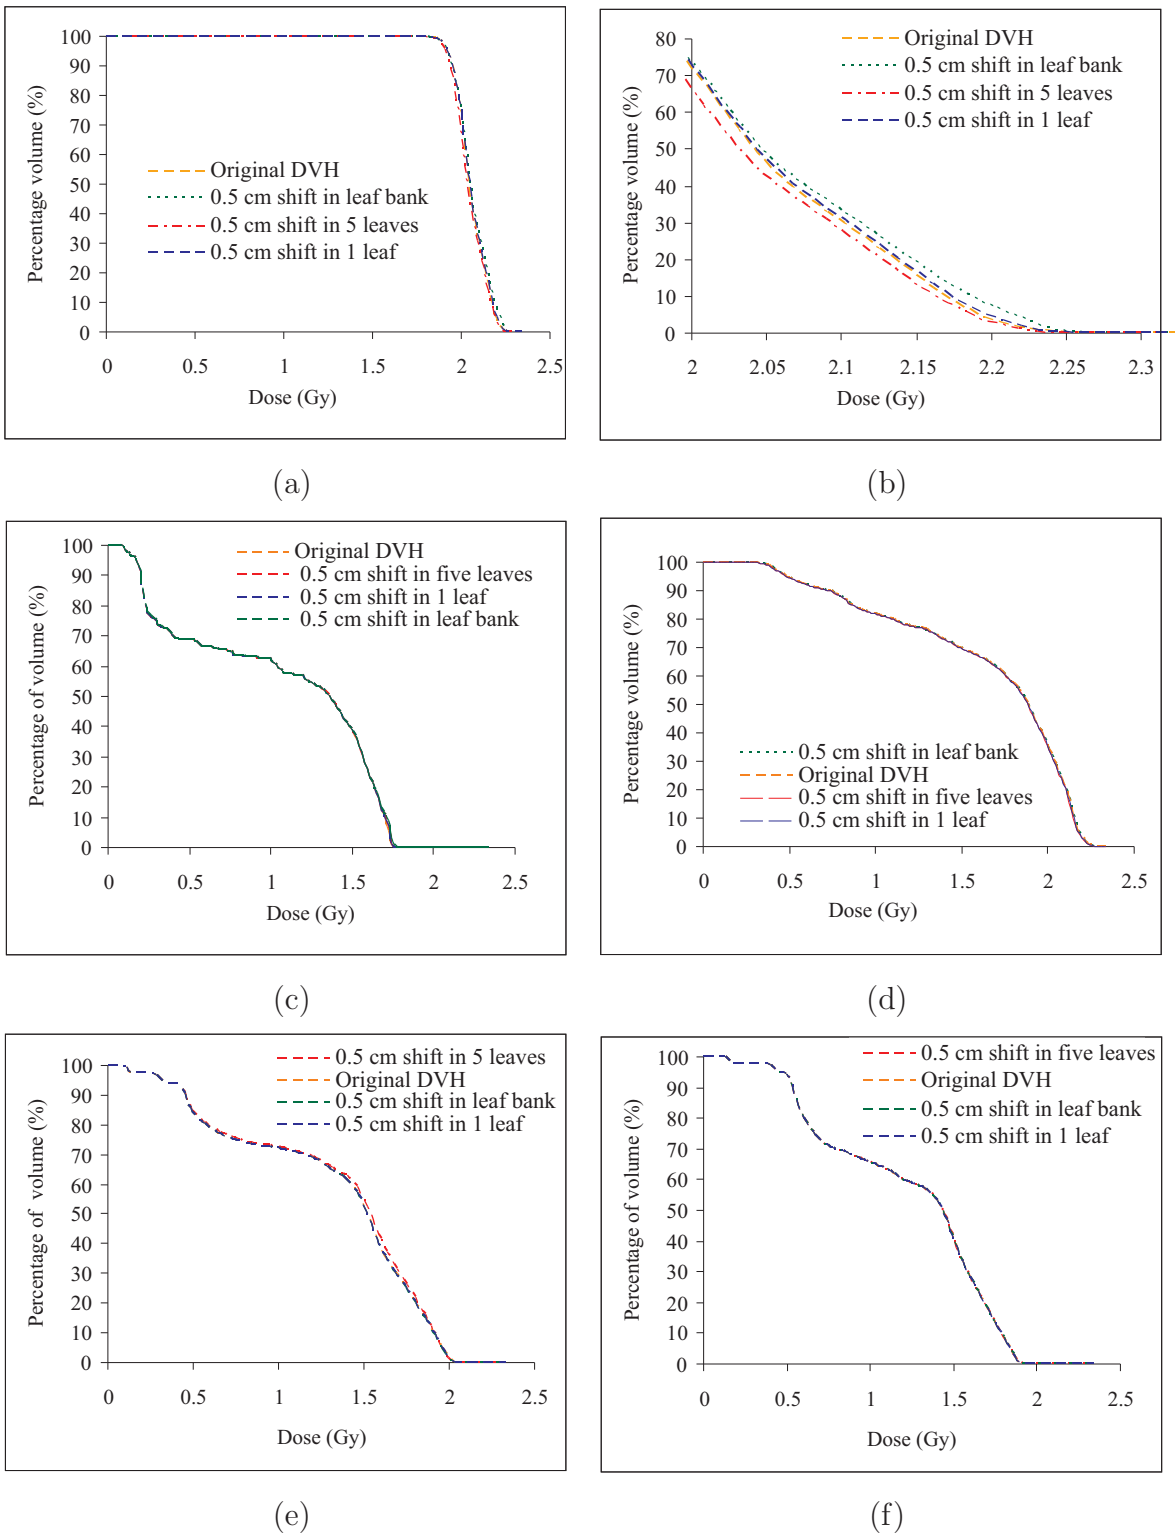 100
90
80
70
60
50
40
30
20
10
0
Percentage volume (%)
Original DVH
0.5 cm shift in leaf bank
0.5 cm shift in 5 leaves
0.5 cm shift in 1 leaf
0 0.5 1 1.5 2 2.5
Dose (Gy)
(a)
80
70
60
50
40
30
20
10
0
Percentage volume (%)
Original DVH
0.5 cm shift in leaf bank
0.5 cm shift in 5 leaves
0.5 cm shift in 1 leaf
2 2.05 2.1 2.15 2.2 2.25 2.3
Dose (Gy)
(b)
100
90
80
70
60
50
40
30
20
10
0
Percentage of volume (%)
Original DVH
0.5 cm shift in five leaves
0.5 cm shift in 1 leaf
0.5 cm shift in leaf bank
0 0.5 1 1.5 2 2.5
Dose (Gy)
(c)
100
90
80
70
60
50
40
30
20
10
0
Percentage volume (%)
0.5 cm shift in leaf bank
Original DVH
0.5 cm shift in five leaves
0.5 cm shift in 1 leaf
0 0.5 1 1.5 2 2.5
Dose (Gy)
(d)
100
90
80
70
60
50
40
30
20
10
0
Percentage of volume (%)
0.5 cm shift in 5 leaves
Original DVH
0.5 cm shift in leaf bank
0.5 cm shift in 1 leaf
0 0.5 1 1.5 2 2.5
Dose (Gy)
(e)
100
90
80
70
60
50
40
30
20
10
0
Percentage of volume (%)
0.5 cm shift in five leaves
Original DVH
0.5 cm shift in leaf bank
0.5 cm shift in 1 leaf
0 0.5 1 1.5 2 2.5
Dose (Gy)
(f)